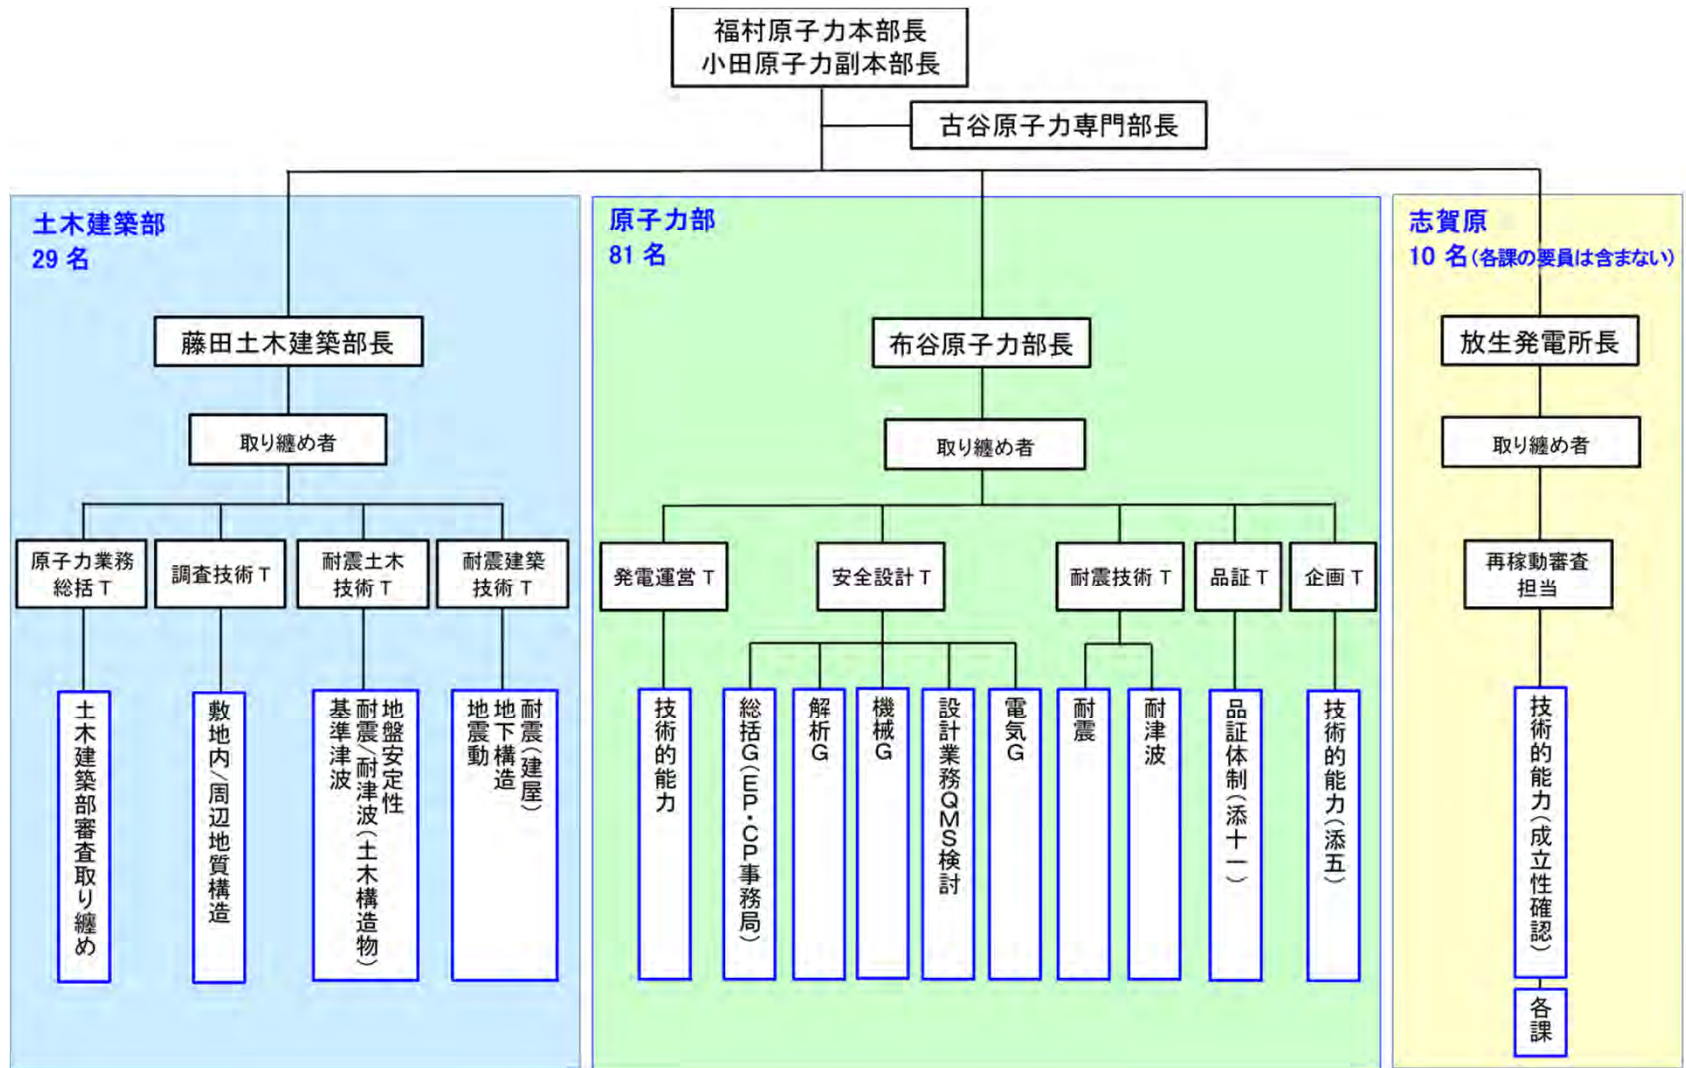 福村原子力本部長
小田原子力副本部長
古谷原子力専門部長
土木建築部
29 名
藤田土木建築部長
取り纏め者
原子力業務
総括 T
調査技術 T
耐震土木
技術 T
耐震建築
技術 T
土木建築部審査取り纏め
敷地内/周辺地質構造
地盤安定性
耐震/耐津波(土木構造物)
基準津波
耐震(建屋)
地下構造
地震動
原子力部
81 名
布谷原子力部長
取り纏め者
発電運営 T
安全設計 T
耐震技術 T
品証 T
企画 T
技術的能力
総括G(EP・CP事務局)
解析G
機械G
設計業務QMS検討
電気G
耐震
耐津波
品証体制(添十一)
技術的能力(添五)
志賀原
10 名(各課の要員は含まない)
放生発電所長
取り纏め者
再稼動審査
担当
技術的能力(成立性確認)
各課